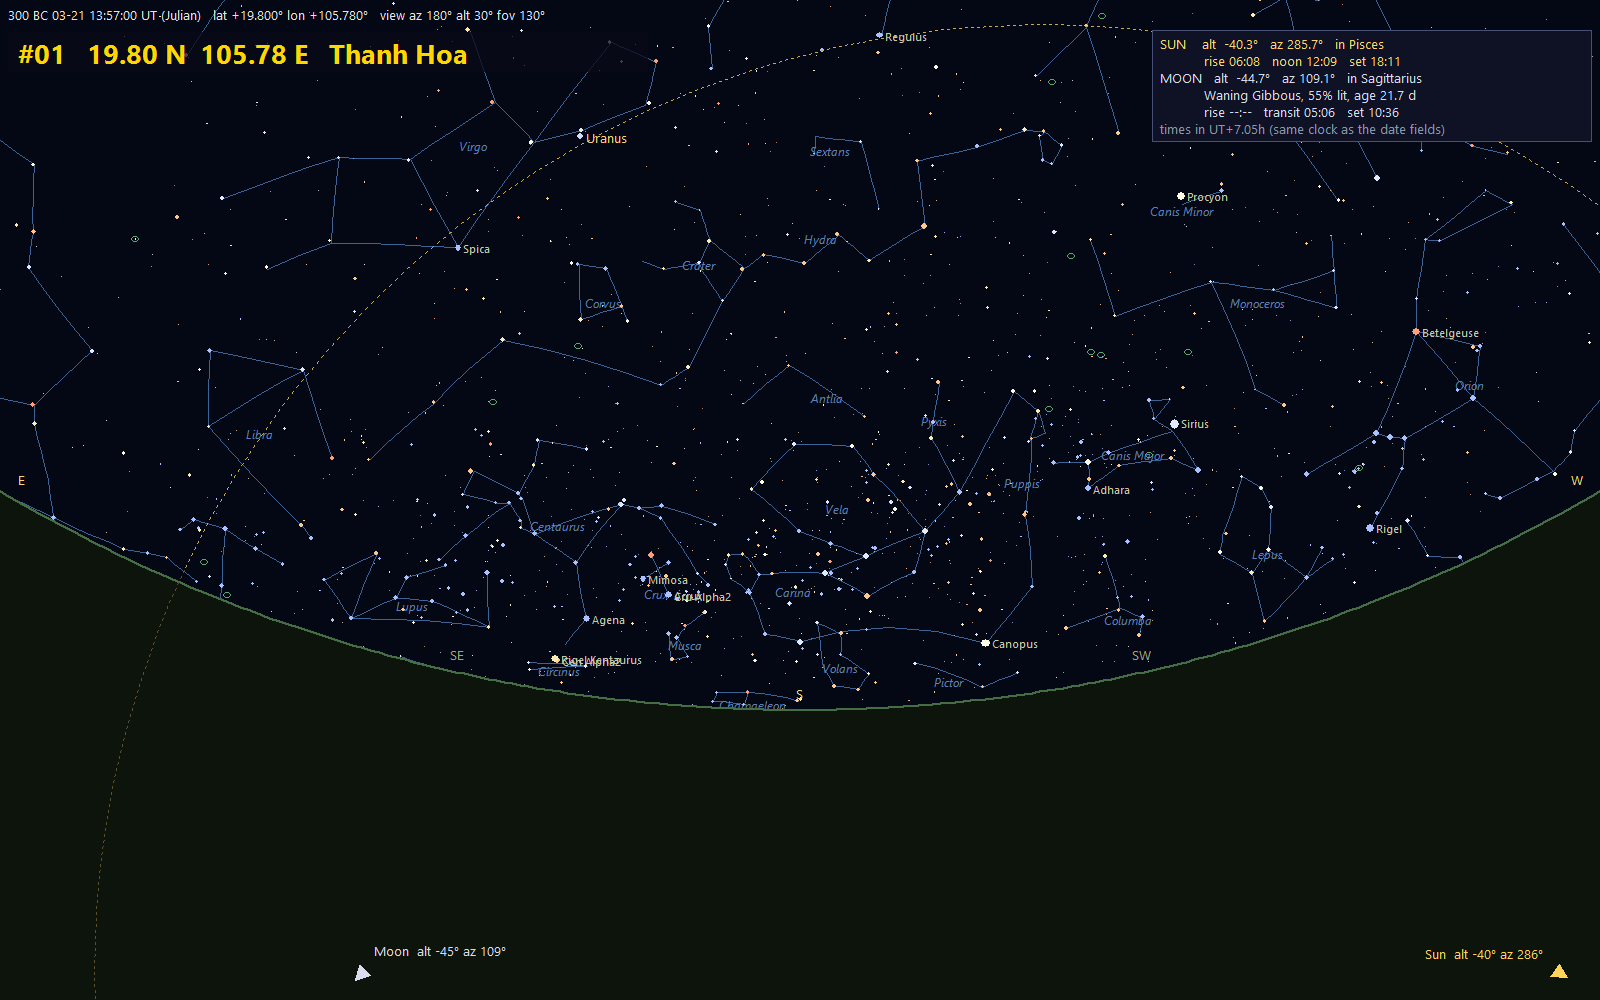 300 BC 03-21 13:57:00 UT (Julian) lat +19.800° lon +105.780° view az 180° alt 30° fov 130°
#01 19.80 N 105.78 E Thanh Hoa
SUN alt -40.3° az 285.7° in Pisces
rise 06:08 noon 12:09 set 18:11
MOON alt -44.7° az 109.1° in Sagittarius
Waning Gibbous, 55% lit, age 21.7 d
rise --:-- transit 05:06 set 10:36
times in UT+7.05h (same clock as the date fields)
Regulus
Uranus
Virgo
Sextans
Procyon
Canis Minor
Spica
Hydra
Crater
Corvus
Monoceros
Betelgeuse
Orion
Antlia
Pyxis
Sirius
Libra
Canis Major
E
W
Puppis
Adhara
Vela
Centaurus
Rigel
Lepus
Mimosa
Carina
Crux
Lupus
Agena
Columba
Musca
Canopus
SE
SW
Rigel Kentaurus
Circinus
Volans
Pictor
S
Chamaeleon
Moon alt -45° az 109°
Sun alt -40° az 286°